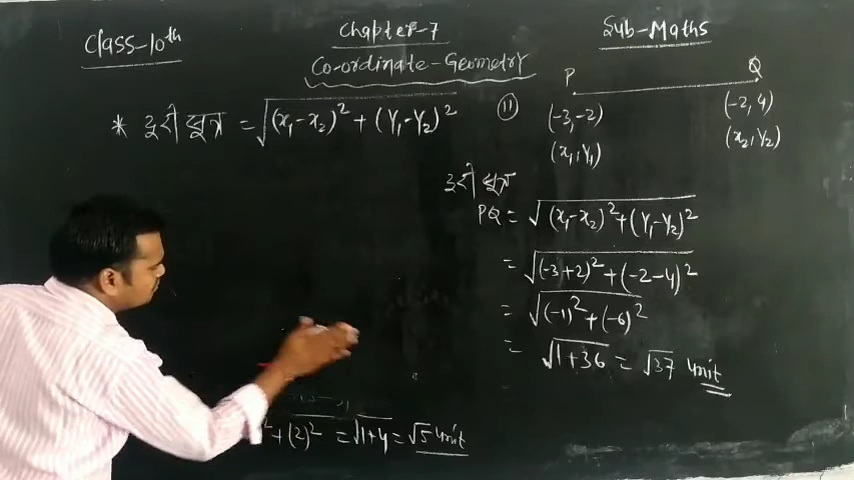 Class-10th
Chapter-7
Sub-Maths
Co-ordinate-Geometry
* दूरी सूत्र = √(x₁-x₂)² + (Y₁-Y₂)²
(11)
P Q
(-3,-2) (-2,4)
(x₁,Y₁) (x₂,Y₂)
दूरी सूत्र
PQ = √(x₁-x₂)²+(Y₁-Y₂)²
= √(-3+2)²+(-2-4)²
= √(-1)²+(-6)²
= √1+36 = √37 unit
²+(2)² = √1+4 = √5 unit